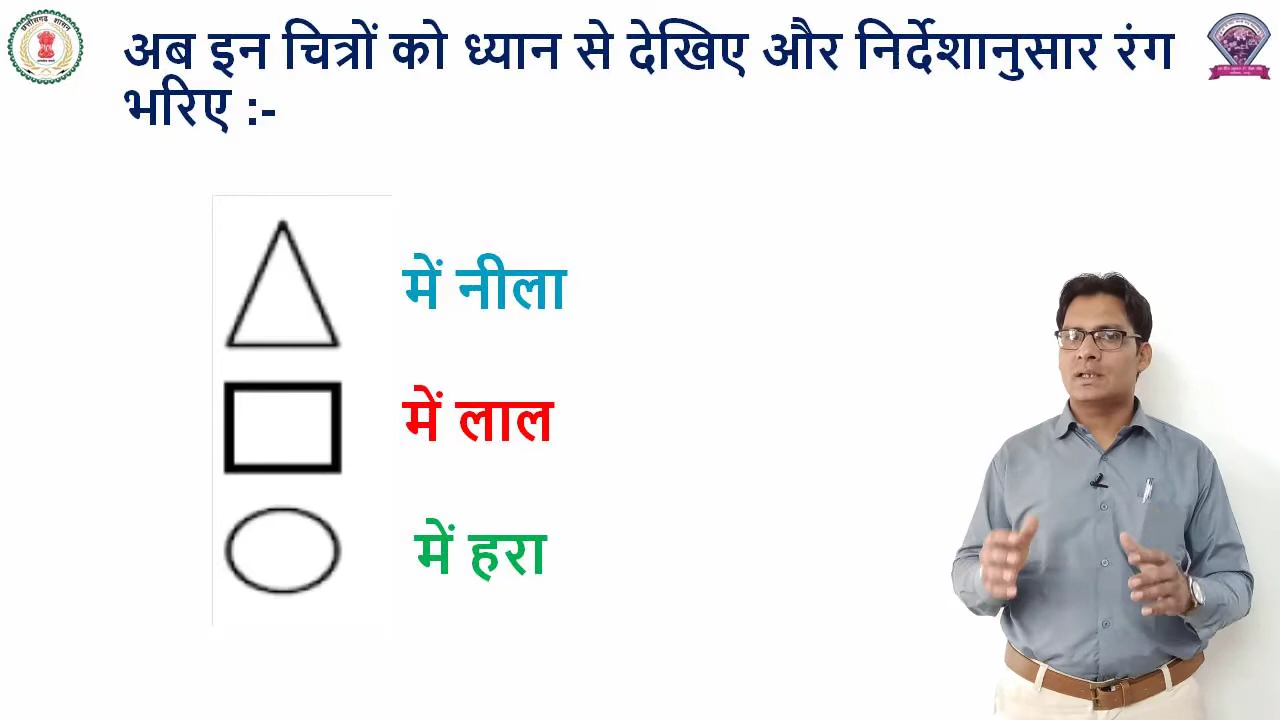 अब इन चित्रों को ध्यान से देखिए और निर्देशानुसार रंग
भरिए :-
में नीला
में लाल
में हरा